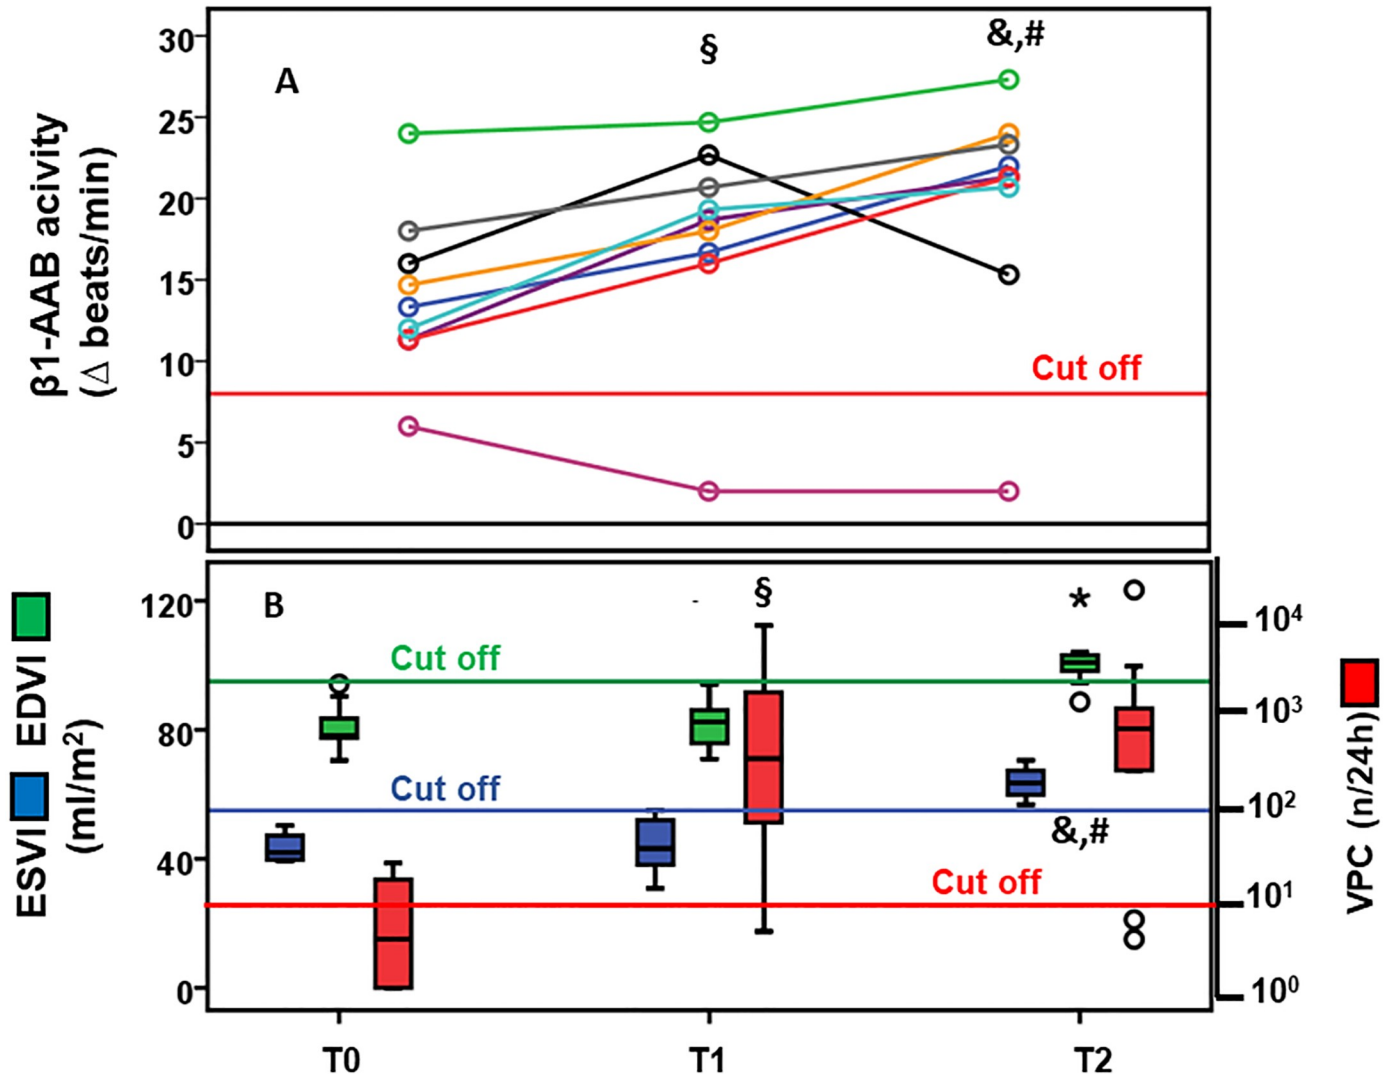 β1-AAB acivity
(Δ beats/min)
30
25
20
15
10
5
0
A
§
&,#
Cut off
ESVI EDVI
(ml/m²)
120
80
40
0
B
§
*
Cut off
Cut off
&,#
Cut off
10⁴
10³
10²
10¹
10⁰
VPC (n/24h)
T0 T1 T2